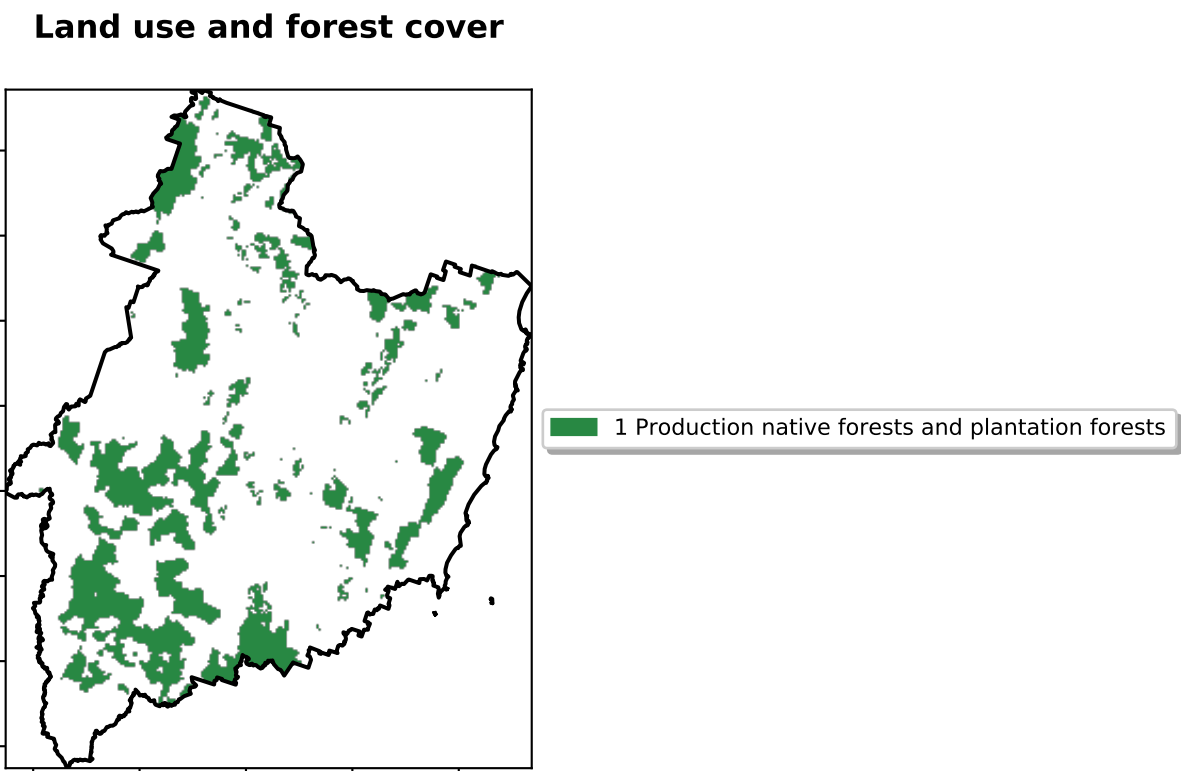 Land use and forest cover
1 Production native forests and plantation forests